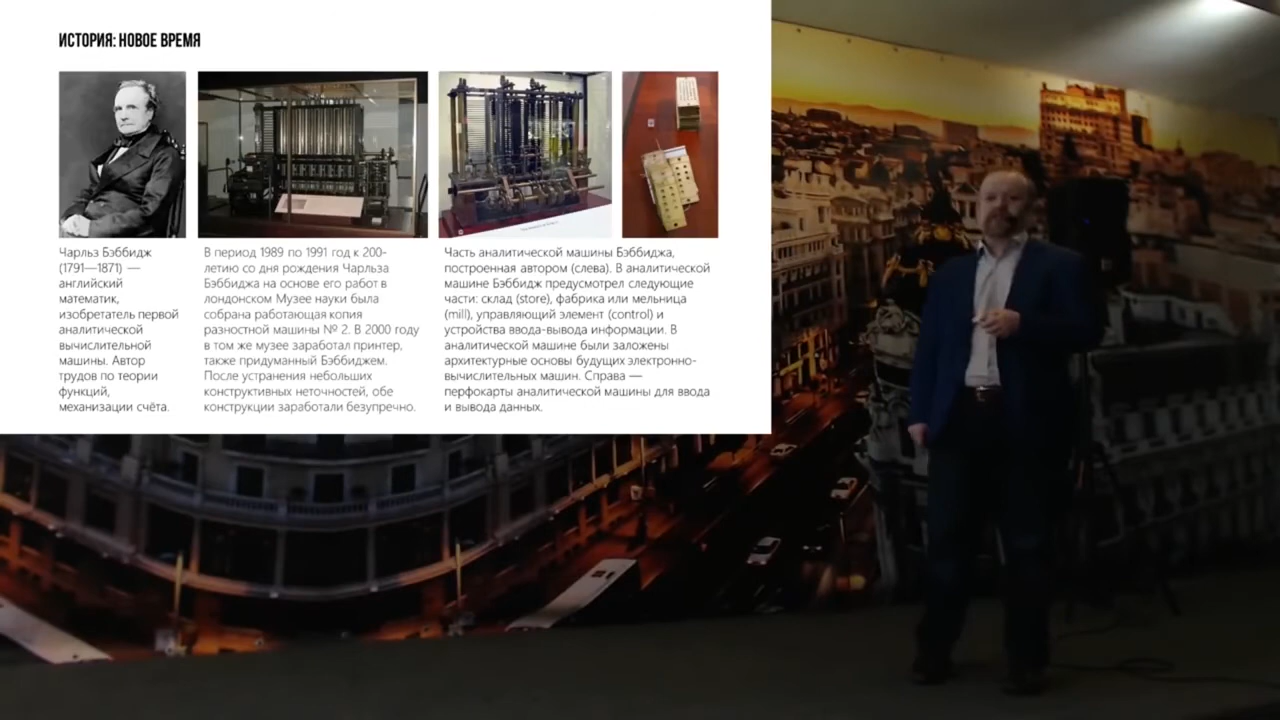 ИСТОРИЯ: НОВОЕ ВРЕМЯ
Чарльз Бэббидж
(1791—1871) —
английский
математик,
изобретатель первой
аналитической
вычислительной
машины. Автор
трудов по теории
функций,
механизации счёта.
В период 1989 по 1991 год к 200-
летию со дня рождения Чарльза
Бэббиджа на основе его работ в
лондонском Музее науки была
собрана работающая копия
разностной машины № 2. В 2000 году
в том же музее заработал принтер,
также придуманный Бэббиджем.
После устранения небольших
конструктивных неточностей, обе
конструкции заработали безупречно.
Часть аналитической машины Бэббиджа,
построенная автором (слева). В аналитической
машине Бэббидж предусмотрел следующие
части: склад (store), фабрика или мельница
(mill), управляющий элемент (control) и
устройства ввода-вывода информации. В
аналитической машине были заложены
архитектурные основы будущих электронно-
вычислительных машин. Справа —
перфокарты аналитической машины для ввода
и вывода данных.